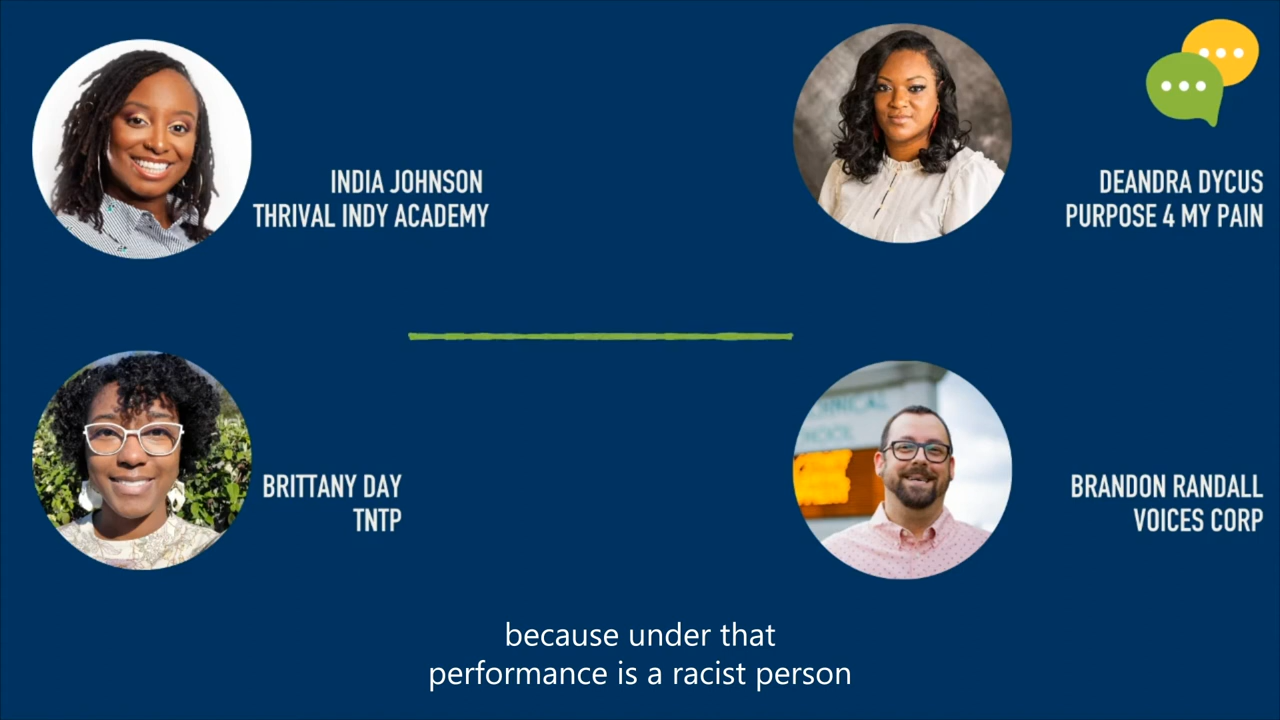 INDIA JOHNSON
THRIVAL INDY ACADEMY
DEANDRA DYCUS
PURPOSE 4 MY PAIN
BRITTANY DAY
TNTP
BRANDON RANDALL
VOICES CORP
because under that
performance is a racist person